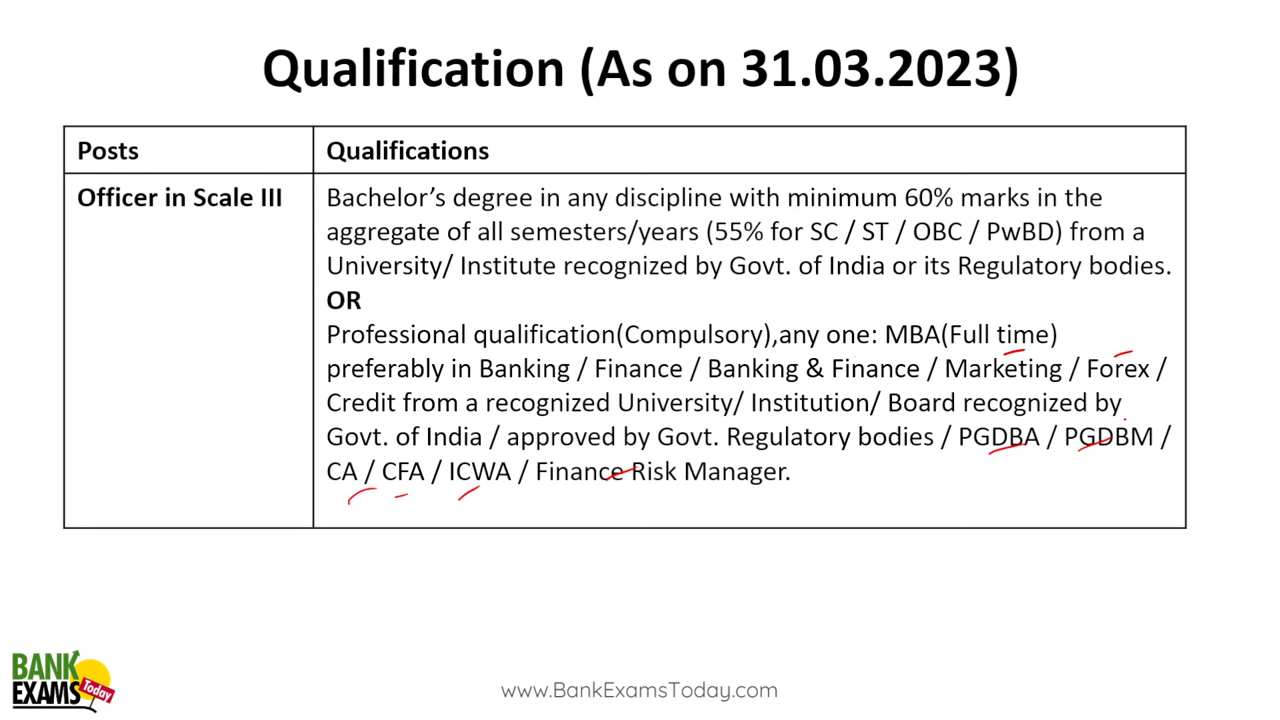 Qualification (As on 31.03.2023)
Posts
Qualifications
Officer in Scale III
Bachelor’s degree in any discipline with minimum 60% marks in the
aggregate of all semesters/years (55% for SC / ST / OBC / PwBD) from a
University/ Institute recognized by Govt. of India or its Regulatory bodies.
OR
Professional qualification(Compulsory),any one: MBA(Full time)
preferably in Banking / Finance / Banking & Finance / Marketing / Forex /
Credit from a recognized University/ Institution/ Board recognized by
Govt. of India / approved by Govt. Regulatory bodies / PGDBA / PGDBM /
CA / CFA / ICWA / Finance Risk Manager.
BANK
EXAMS
Today
www.BankExamsToday.com